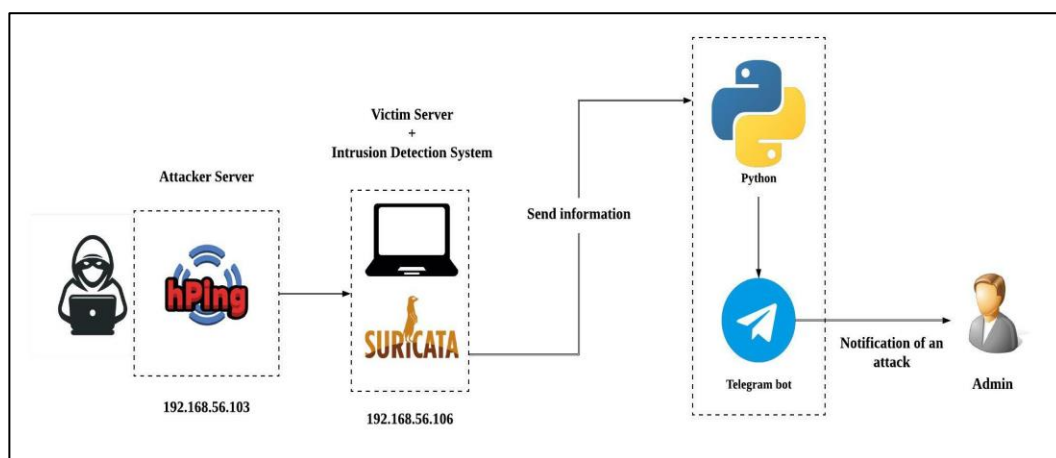 Attacker Server
hPing
192.168.56.103
Victim Server
+
Intrusion Detection System
SURICATA
192.168.56.106
Send information
Python
Telegram bot
Notification of an
attack
Admin